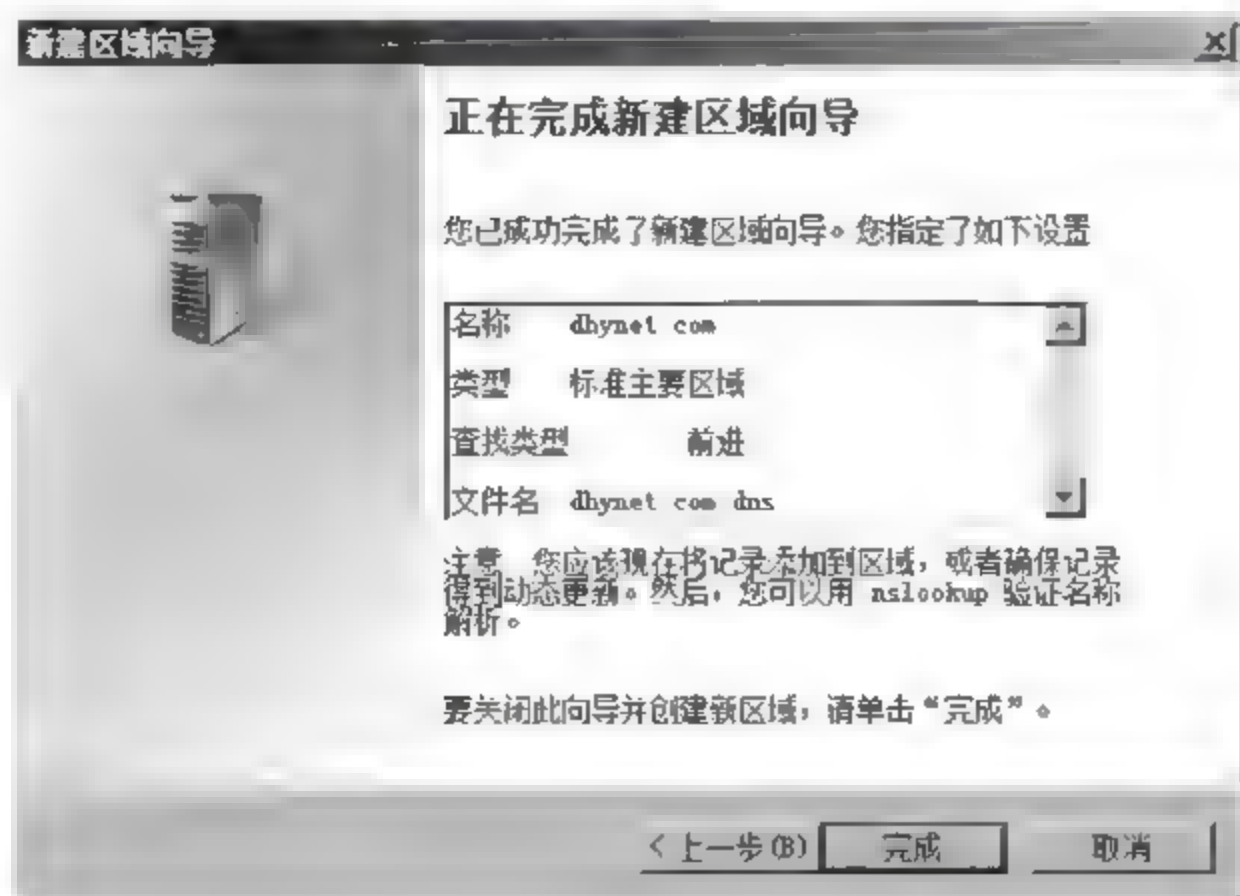 新建区域向导
正在完成新建区域向导
您已成功完成了新建区域向导。您指定了如下设置
名称 dhynet com
类型 标准主要区域
查找类型 前进
文件名 dhynet com dns
注意 您应该现在将记录添加到区域，或者确保记录
得到动态更新。然后，您可以用 nslookup 验证名称
解析。
要关闭此向导并创建新区域，请单击“完成”。
< 上一步(B) 完成 取消